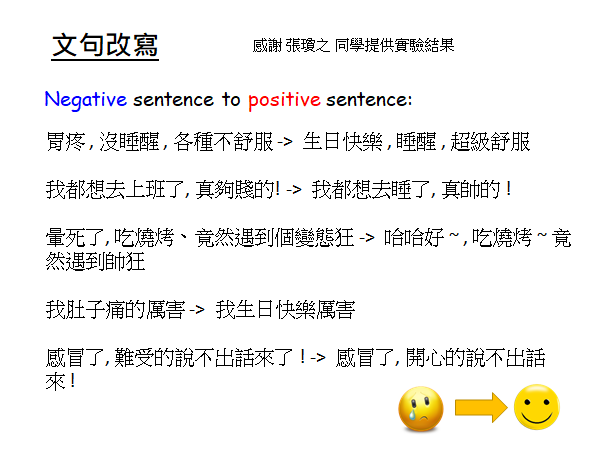 文句改寫
感謝 張瓊之 同學提供實驗結果
Negative sentence to positive sentence:
胃疼 , 沒睡醒 , 各種不舒服 -> 生日快樂 , 睡醒 , 超級舒服
我都想去上班了, 真夠賤的! -> 我都想去睡了, 真帥的 !
暈死了, 吃燒烤、竟然遇到個變態狂 -> 哈哈好 ~ , 吃燒烤 ~ 竟
然遇到帥狂
我肚子痛的厲害 -> 我生日快樂厲害
感冒了, 難受的說不出話來了 ! -> 感冒了, 開心的說不出話
來 !